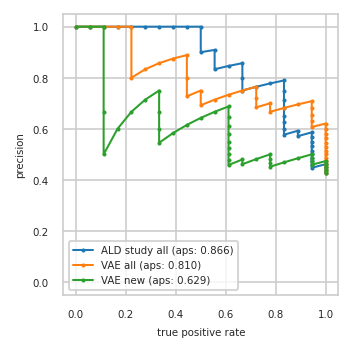 1.0
0.8
0.6
0.4
0.2
0.0
precision
ALD study all (aps: 0.866)
VAE all (aps: 0.810)
VAE new (aps: 0.629)
0.0 0.2 0.4 0.6 0.8 1.0
true positive rate